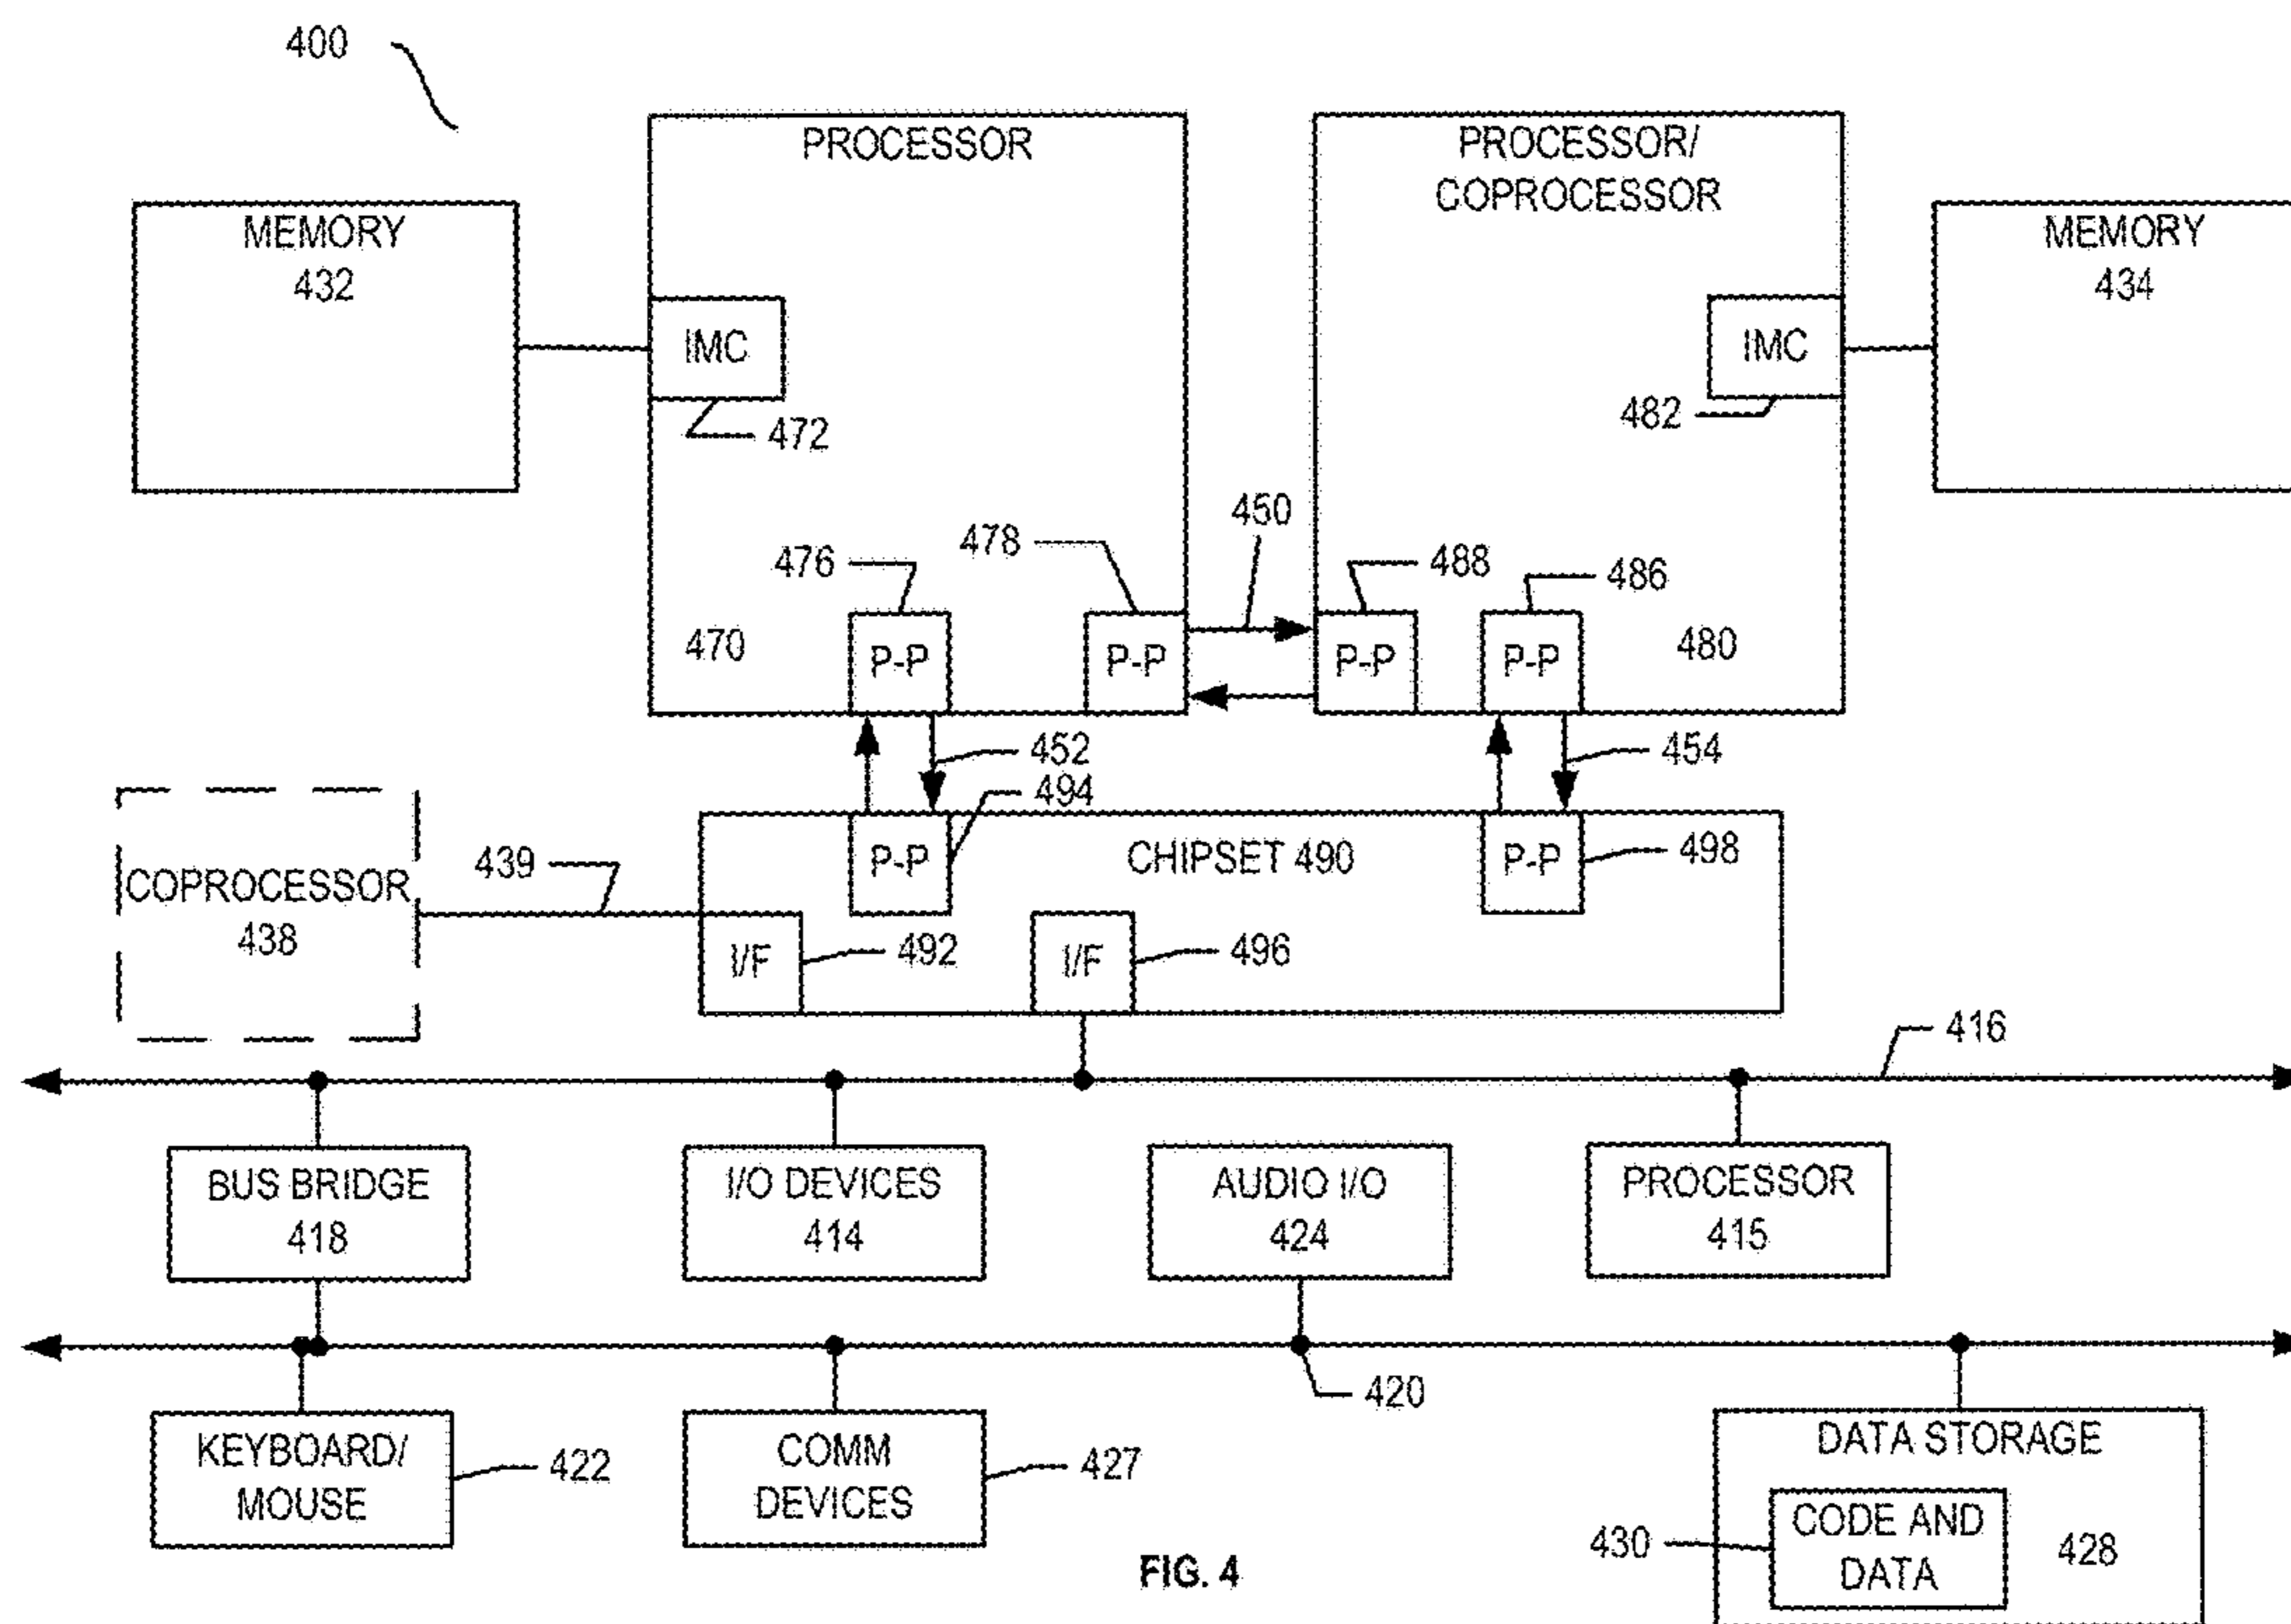 400
PROCESSOR
PROCESSOR/
COPROCESSOR
MEMORY
432
MEMORY
434
IMC
IMC
472
482
450
478
476
488
486
470
P-P
P-P
P-P
P-P
480
452
454
494
COPROCESSOR
438
439
P-P
CHIPSET 490
P-P
498
I/F
492
I/F
496
416
BUS BRIDGE
418
I/O DEVICES
414
AUDIO I/O
424
PROCESSOR
415
420
KEYBOARD/
MOUSE
422
COMM
DEVICES
427
DATA STORAGE
CODE AND
DATA
430
428
FIG. 4